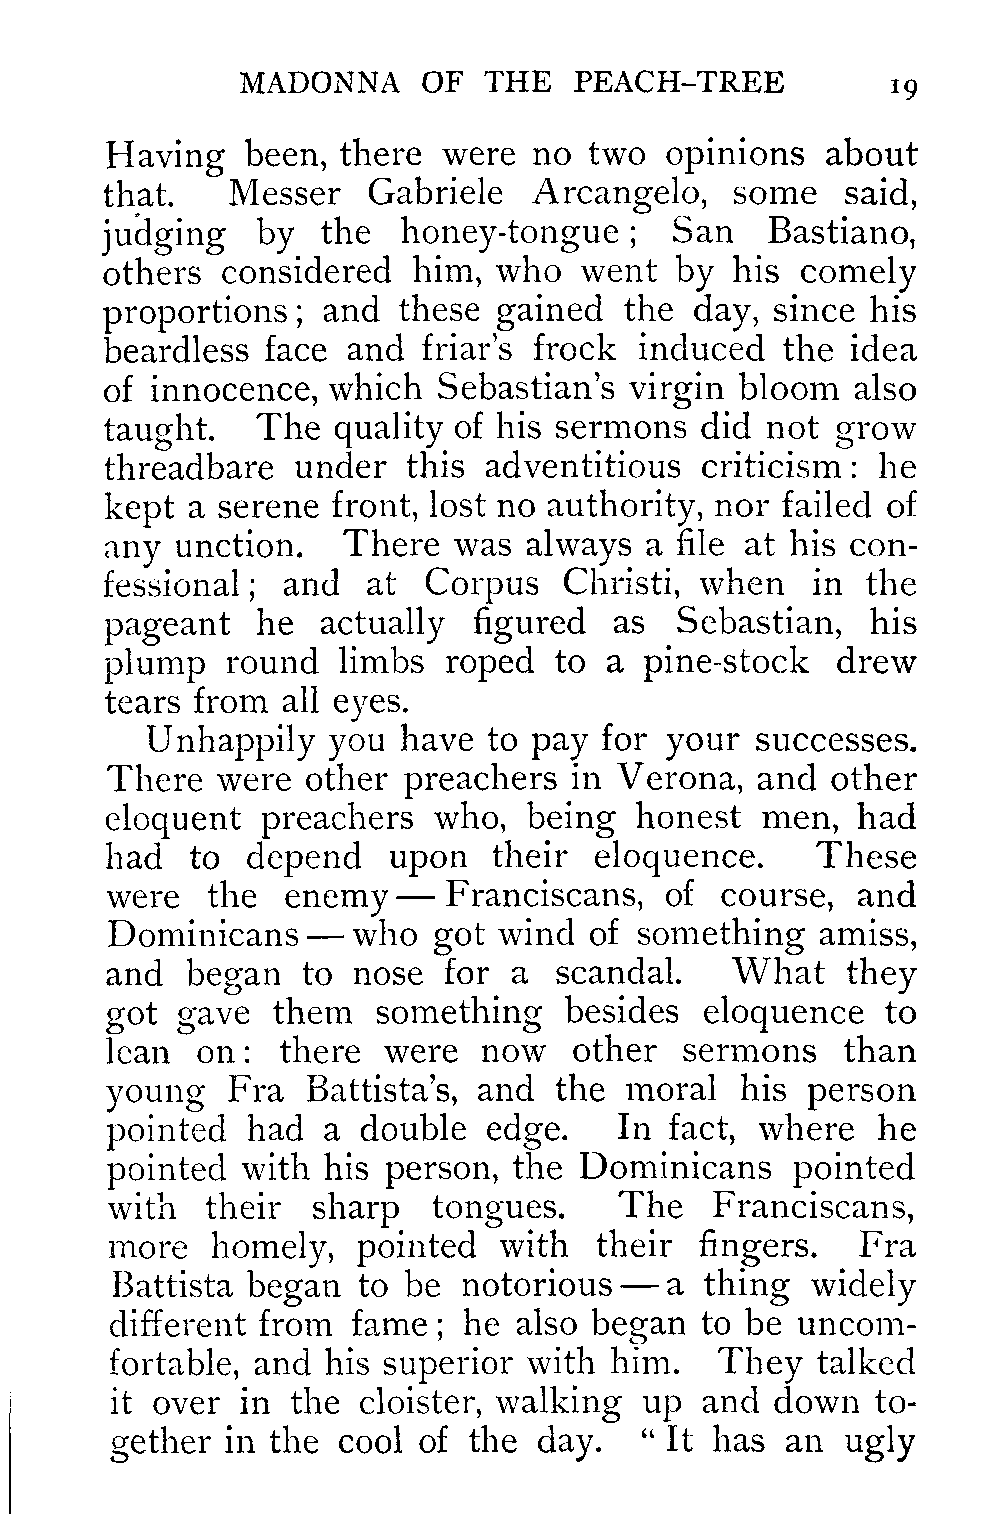 MADONNA OF THE PEACH-TREE 19
Having been, there were no two opinions about
that. Messer Gabriele Arcangelo, some said,
judging by the honey-tongue; San Bastiano,
others considered him, who went by his comely
proportions; and these gained the day, since his
beardless face and friar's frock induced the idea
of innocence, which Sebastian's virgin bloom also
taught. The quality of his sermons did not grow
threadbare under this adventitious criticism: he
kept a serene front, lost no authority, nor failed of
any unction. There was always a file at his con-
fessional; and at Corpus Christi, when in the
pageant he actually figured as Sebastian, his
plump round limbs roped to a pine-stock drew
tears from all eyes.
Unhappily you have to pay for your successes.
There were other preachers in Verona, and other
eloquent preachers who, being honest men, had
had to depend upon their eloquence. These
were the enemy — Franciscans, of course, and
Dominicans — who got wind of something amiss,
and began to nose for a scandal. What they
got gave them something besides eloquence to
lean on: there were now other sermons than
young Fra Battista's, and the moral his person
pointed had a double edge. In fact, where he
pointed with his person, the Dominicans pointed
with their sharp tongues. The Franciscans,
more homely, pointed with their fingers. Fra
Battista began to be notorious — a thing widely
different from fame; he also began to be uncom-
fortable, and his superior with him. They talked
it over in the cloister, walking up and down to-
gether in the cool of the day. "It has an ugly